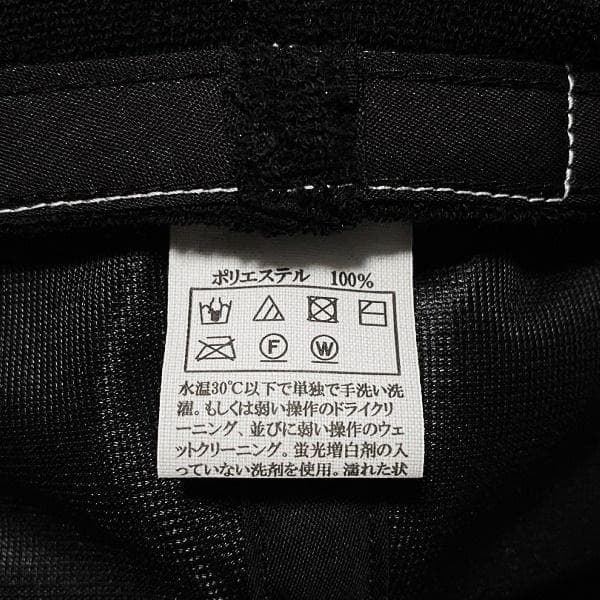 ポリエステル 100%
F W
水温30℃以下で単独で手洗い洗
濯。もしくは弱い操作のドライクリ
ーニング、並びに弱い操作のウェ
ットクリーニング。蛍光増白剤の入
っていない洗剤を使用。濡れた状